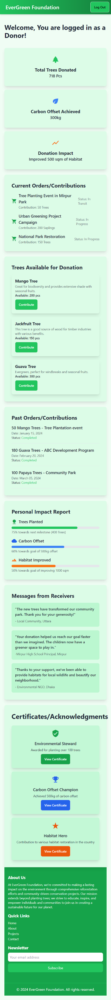 EverGreen Foundation
Log Out
Welcome, You are logged in as a
Donor!
Total Trees Donated
718 Pcs
Carbon Offset Achieved
300kg
Donation Impact
Improved 500 sqm of Habitat
Current Orders/Contributions
Tree Planting Event in Mirpur
Park
Contribution: 50 Trees
Status: In
Transit
Urban Greening Project
Campaign
Contribution: 200 Saplings
Status: In
Progress
National Park Restoration
Contribution: 150 Trees
Status: In Progress
Trees Available for Donation
Mango Tree
Great for biodiversity and provides extensive shade with
seasonal fruits.
Available: 200 pcs
Contribute
Jackfruit Tree
This tree is a good source of wood for timber industries
with various benefits.
Available: 150 pcs
Contribute
Guava Tree
Evergreen, perfect for windbreaks and seasonal fruits.
Available: 300 pcs
Contribute
Past Orders/Contributions
50 Mango Trees - Tree Plantation event
Date: January 15, 2024
Status: Completed
180 Guava Trees - ABC Development Program
Date: February 20, 2024
Status: Completed
100 Papaya Trees - Community Park
Date: March 05, 2024
Status: Completed
Personal Impact Report
Trees Planted
75% towards next milestone (400 Trees)
Carbon Offset
60% towards goal of 500kg offset
Habitat Improved
50% towards goal of improving 1000 sqm
Messages from Receivers
"The new trees have transformed our community
park. Thank you for your generosity!"
- Local Community, Uttara
"Your donation helped us reach our goal faster
than we imagined. The children now have a
greener space to play in."
-Mirpur High School Principal, Mirpur
"Thanks to your support, we've been able to
provide habitats for local wildlife and beautify our
neighborhood."
- Environmental NGO, Dhaka
Certificates/Acknowledgments
Environmental Steward
Awarded for planting over 100 trees
View Certificate
Carbon Offset Champion
Achieved 500kg of carbon offset
View Certificate
Habitat Hero
Contribution to various habitat restoration in the country
View Certificate
About Us
At EverGreen Foundation, we're committed to making a lasting
impact on the environment through comprehensive reforestation
efforts and community-driven conservation projects. Our mission
extends beyond planting trees; we strive to educate, inspire, and
empower individuals and communities to join us in creating a
sustainable future for our planet.
Quick Links
Home
About
Projects
Contact
Newsletter
Your email address
Subscribe
© 2024 EverGreen Foundation. All rights reserved.